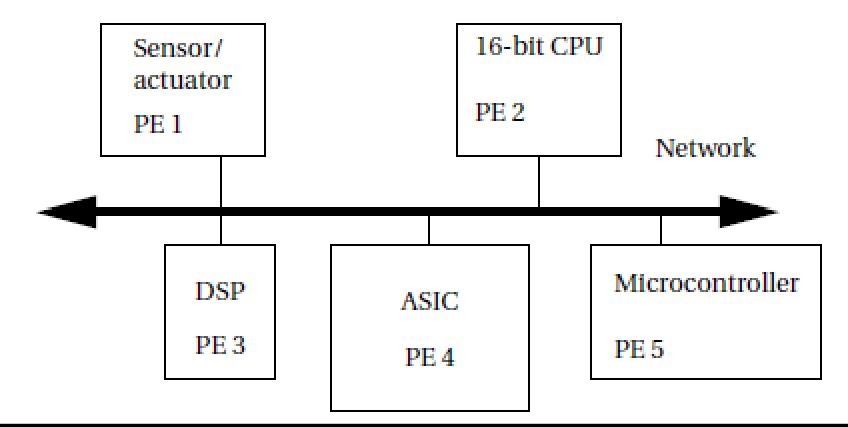 Sensor/
actuator
PE 1
16-bit CPU
PE 2
Network
DSP
PE 3
ASIC
PE 4
Microcontroller
PE 5